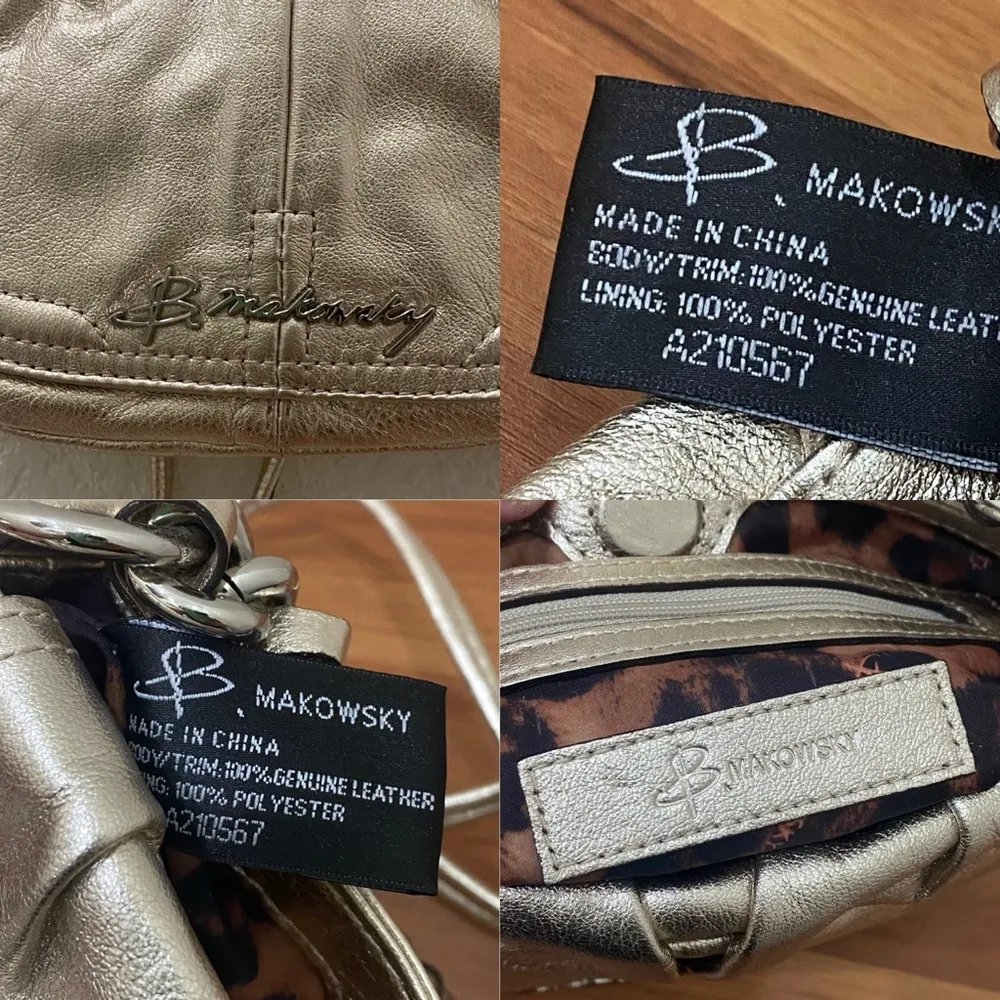 B. Makowsky
B. MAKOWSK
MADE IN CHINA
BODY/TRIM:100%GENUINE LEAT
LINING: 100% POLYESTER
A210567
B. MAKOWSKY
MADE IN CHINA
ODY/TRIM:100%GENUINE LEATHER
NG: 100% POLYESTER
A210567
B. MAKOWSKY